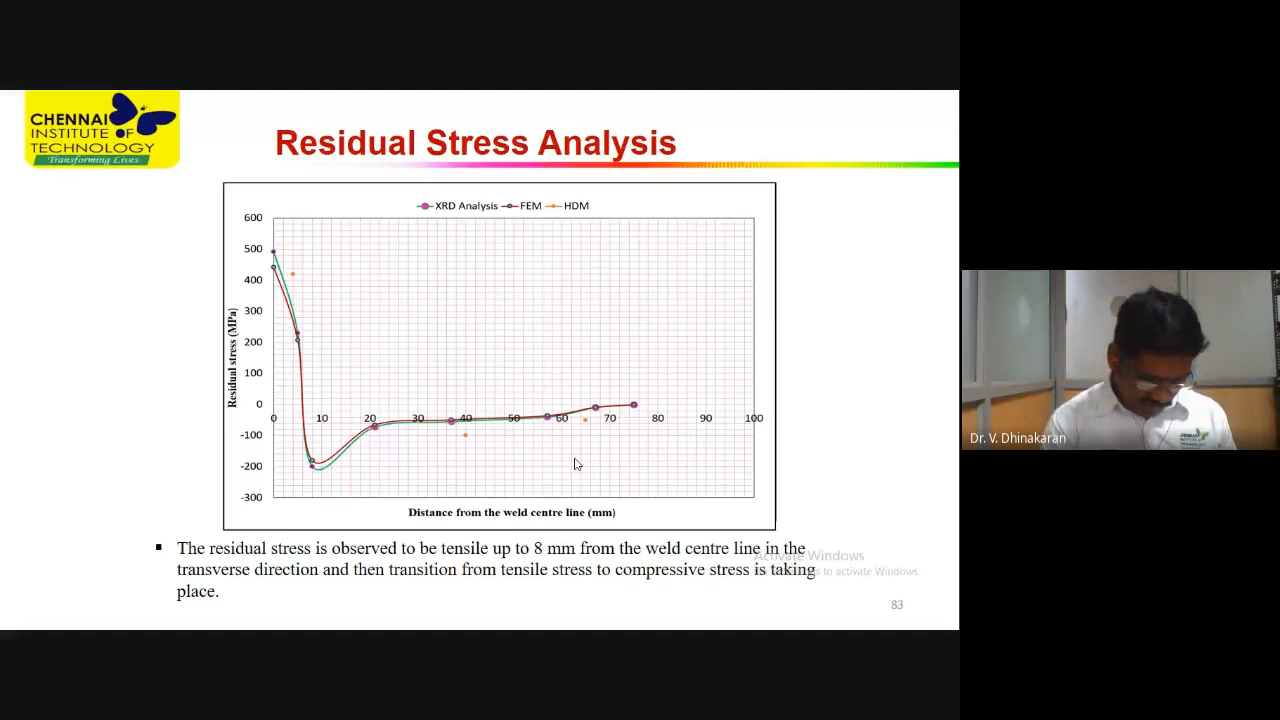 CHENNAI
INSTITUTE OF
TECHNOLOGY
Transforming Lives
Residual Stress Analysis
XRD Analysis FEM HDM
600
500
400
300
200
100
0
-100
-200
-300
0 10 20 30 40 50 60 70 80 90 100
Residual stress (MPa)
Distance from the weld centre line (mm)
▪ The residual stress is observed to be tensile up to 8 mm from the weld centre line in the
transverse direction and then transition from tensile stress to compressive stress is taking
place.
Activate Windows
to activate Windows.
83
Dr. V. Dhinakaran